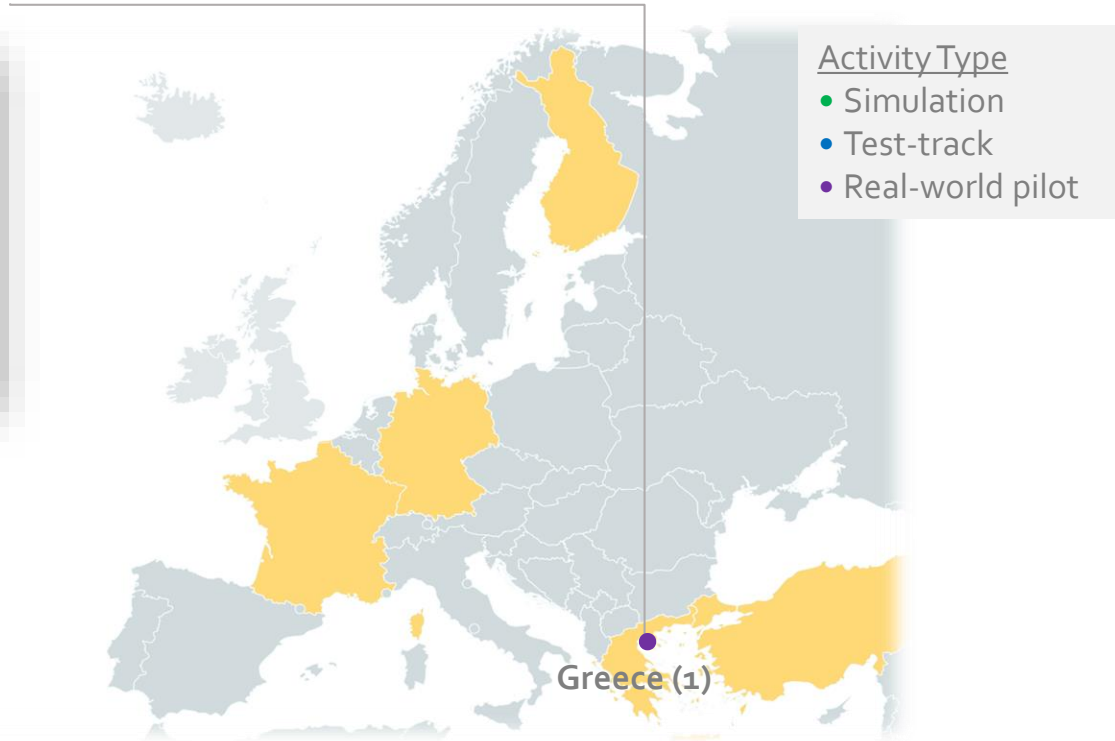 Activity Type
• Simulation
• Test-track
• Real-world pilot
Greece (1)